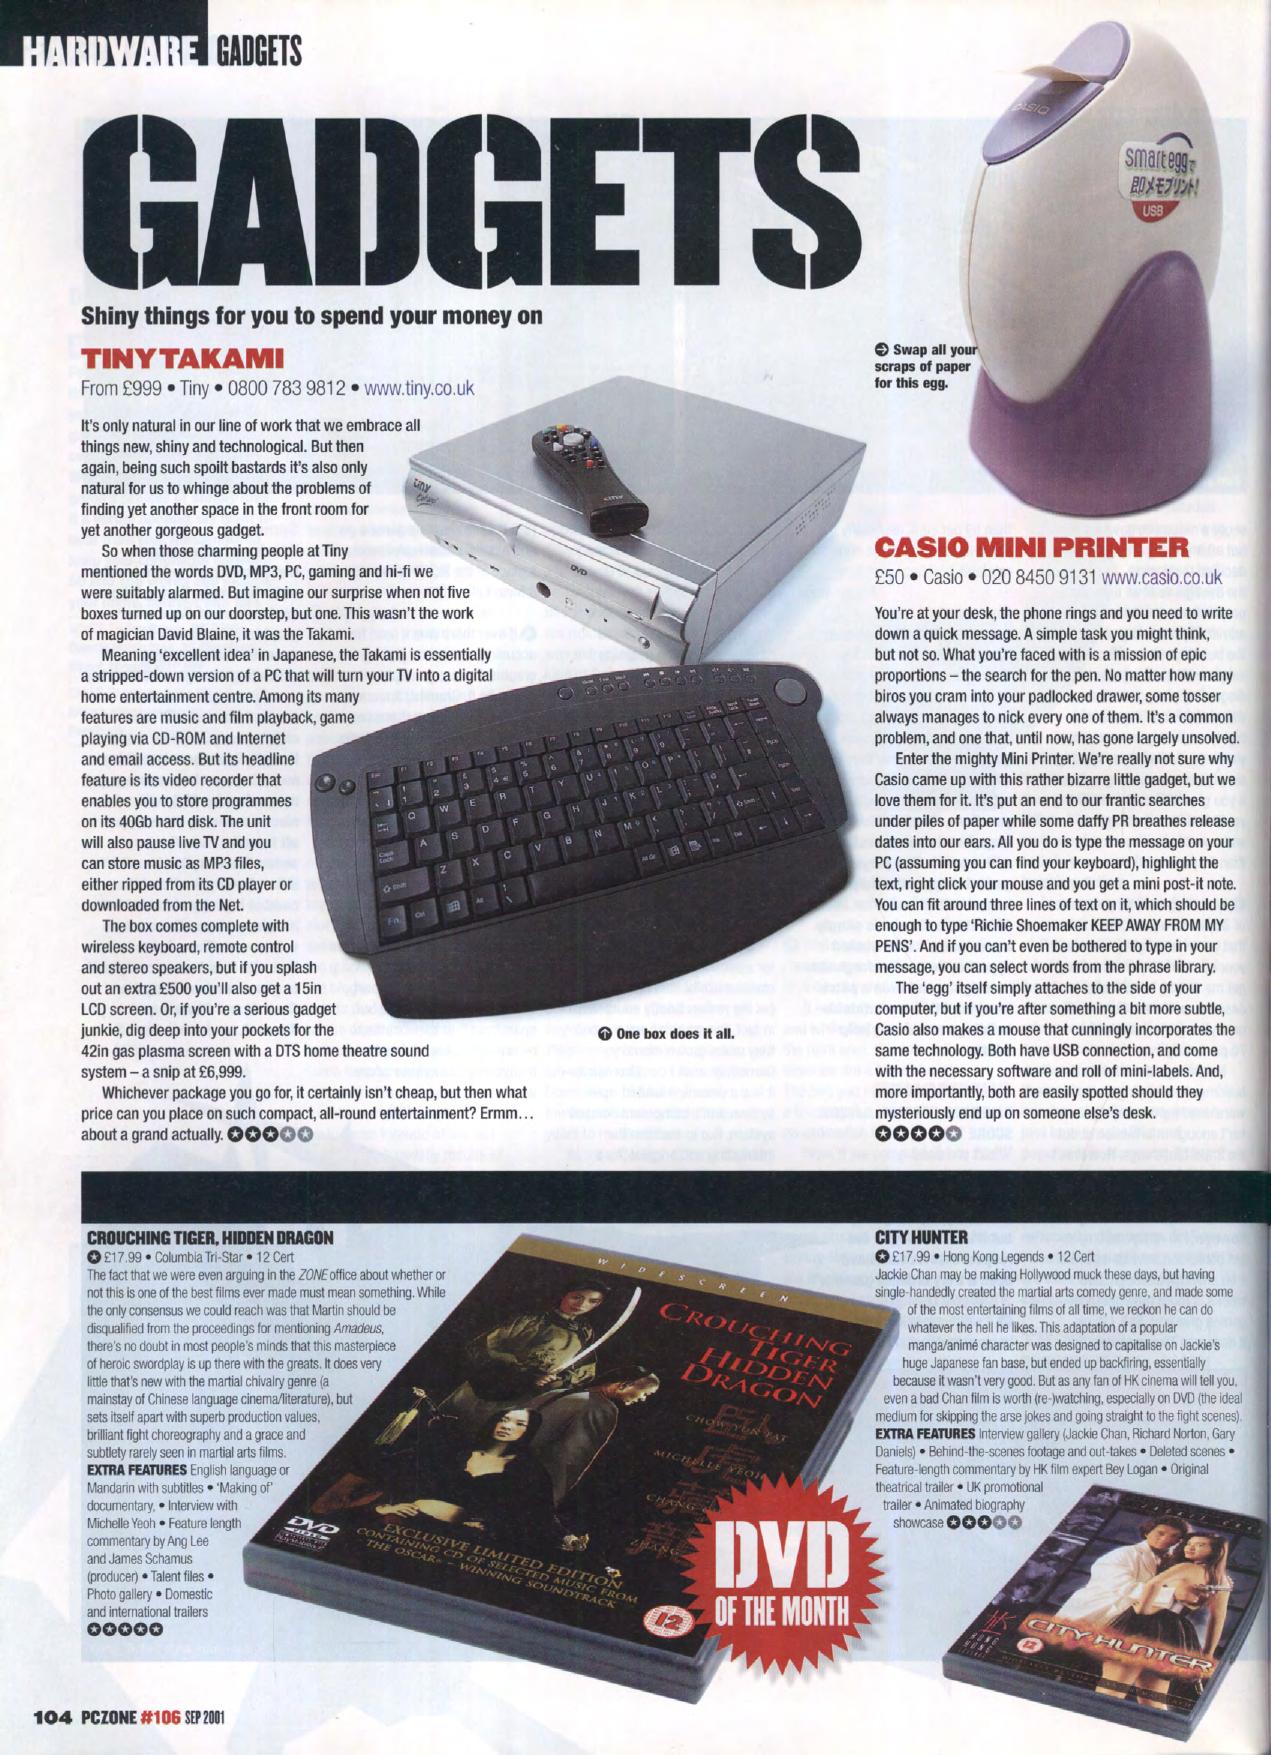 HARDWARE GADGETS
GADGETS
Shiny things for you to spend your money on
TINY TAKAMI
From £999 • Tiny • 0800 783 9812 • www.tiny.co.uk
It's only natural in our line of work that we embrace all
things new, shiny and technological. But then
again, being such spoilt bastards it's also only
natural for us to whinge about the problems of
finding yet another space in the front room for
yet another gorgeous gadget.
So when those charming people at Tiny
mentioned the words DVD, MP3, PC, gaming and hi-fi we
were suitably alarmed. But imagine our surprise when not five
boxes turned up on our doorstep, but one. This wasn't the work
of magician David Blaine, it was the Takami.
Meaning 'excellent idea' in Japanese, the Takami is essentially
a stripped-down version of a PC that will turn your TV into a digital
home entertainment centre. Among its many
features are music and film playback, game
playing via CD-ROM and Internet
and email access. But its headline
feature is its video recorder that
enables you to store programmes
on its 40Gb hard disk. The unit
will also pause live TV and you
can store music as MP3 files,
either ripped from its CD player or
downloaded from the Net.
The box comes complete with
wireless keyboard, remote control
and stereo speakers, but if you splash
out an extra £500 you'll also get a 15in
LCD screen. Or, if you're a serious gadget
junkie, dig deep into your pockets for the
42in gas plasma screen with a DTS home theatre sound
system – a snip at £6,999.
Whichever package you go for, it certainly isn't cheap, but then what
price can you place on such compact, all-round entertainment? Ermm...
about a grand actually.
tiny
DVD
tiny
One box does it all.
CASIO
smart eggで
即メモプリント!
USB
Swap all your
scraps of paper
for this egg.
CASIO MINI PRINTER
£50 • Casio • 020 8450 9131 www.casio.co.uk
You're at your desk, the phone rings and you need to write
down a quick message. A simple task you might think,
but not so. What you're faced with is a mission of epic
proportions – the search for the pen. No matter how many
biros you cram into your padlocked drawer, some tosser
always manages to nick every one of them. It's a common
problem, and one that, until now, has gone largely unsolved.
Enter the mighty Mini Printer. We're really not sure why
Casio came up with this rather bizarre little gadget, but we
love them for it. It's put an end to our frantic searches
under piles of paper while some daffy PR breathes release
dates into our ears. All you do is type the message on your
PC (assuming you can find your keyboard), highlight the
text, right click your mouse and you get a mini post-it note.
You can fit around three lines of text on it, which should be
enough to type 'Richie Shoemaker KEEP AWAY FROM MY
PENS'. And if you can't even be bothered to type in your
message, you can select words from the phrase library.
The 'egg' itself simply attaches to the side of your
computer, but if you're after something a bit more subtle,
Casio also makes a mouse that cunningly incorporates the
same technology. Both have USB connection, and come
with the necessary software and roll of mini-labels. And,
more importantly, both are easily spotted should they
mysteriously end up on someone else's desk.
CROUCHING TIGER, HIDDEN DRAGON
£17.99 • Columbia Tri-Star • 12 Cert
The fact that we were even arguing in the ZONE office about whether or
not this is one of the best films ever made must mean something. While
the only consensus we could reach was that Martin should be
disqualified from the proceedings for mentioning Amadeus,
there's no doubt in most people's minds that this masterpiece
of heroic swordplay is up there with the greats. It does very
little that's new with the martial chivalry genre (a
mainstay of Chinese language cinema/literature), but
sets itself apart with superb production values,
brilliant fight choreography and a grace and
subtlety rarely seen in martial arts films.
EXTRA FEATURES English language or
Mandarin with subtitles • 'Making of'
documentary, • Interview with
Michelle Yeoh • Feature length
commentary by Ang Lee
and James Schamus
(producer) • Talent files •
Photo gallery • Domestic
and international trailers
WIDESCREEN
CROUCHING
TIGER
HIDDEN
DRAGON
CHOW YUN FAT
MICHELLE YEOH
DVD
EXCLUSIVE LIMITED EDITION
CONTAINING CD OF SELECTED MUSIC FROM
THE OSCAR® - WINNING SOUNDTRACK
12
DVD
OF THE MONTH
CITY HUNTER
£17.99 • Hong Kong Legends • 12 Cert
Jackie Chan may be making Hollywood muck these days, but having
single-handedly created the martial arts comedy genre, and made some
of the most entertaining films of all time, we reckon he can do
whatever the hell he likes. This adaptation of a popular
manga/animé character was designed to capitalise on Jackie's
huge Japanese fan base, but ended up backfiring, essentially
because it wasn't very good. But as any fan of HK cinema will tell you,
even a bad Chan film is worth (re-)watching, especially on DVD (the ideal
medium for skipping the arse jokes and going straight to the fight scenes).
EXTRA FEATURES Interview gallery (Jackie Chan, Richard Norton, Gary
Daniels) • Behind-the-scenes footage and out-takes • Deleted scenes •
Feature-length commentary by HK film expert Bey Logan • Original
theatrical trailer • UK promotional
trailer • Animated biography
showcase
CITY HUNTER
12
104 PCZONE #106 SEP 2001